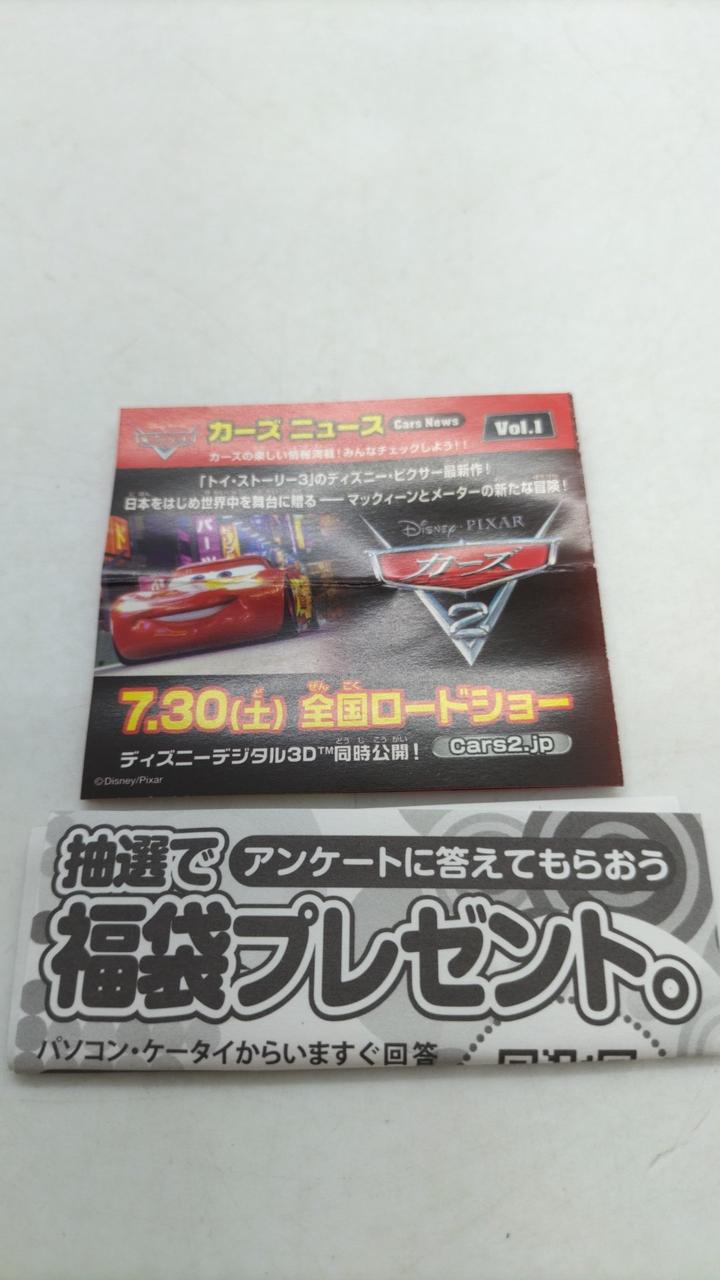 カーズ ニュース Cars News Vol.1
カーズの楽しい情報満載!みんなチェックしよう!!
「トイ・ストーリー3」のディズニー・ピクサー最新作!
日本をはじめ世界中を舞台に贈る ── マックィーンとメーターの新たな冒険!
DISNEY・PIXAR
カーズ
2
7.30(土) 全国ロードショー
ディズニーデジタル3D™同時公開! Cars2.jp
©Disney/Pixar
抽選で アンケートに答えてもらおう
福袋プレゼント。
パソコン・ケータイからいますぐ回答